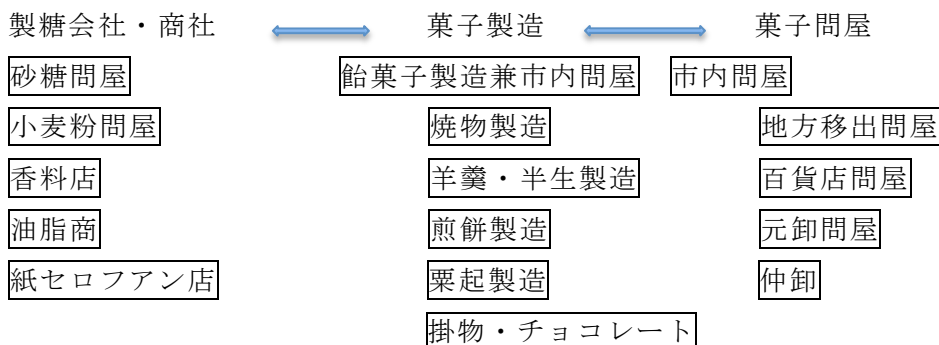 製糖会社・商社 菓子製造 菓子問屋
砂糖問屋 飴菓子製造兼市内問屋 市内問屋
小麦粉問屋 焼物製造 地方移出問屋
香料店 羊羹・半生製造 百貨店問屋
油脂商 煎餅製造 元卸問屋
紙セロフアン店 粟起製造 仲卸
掛物・チョコレート